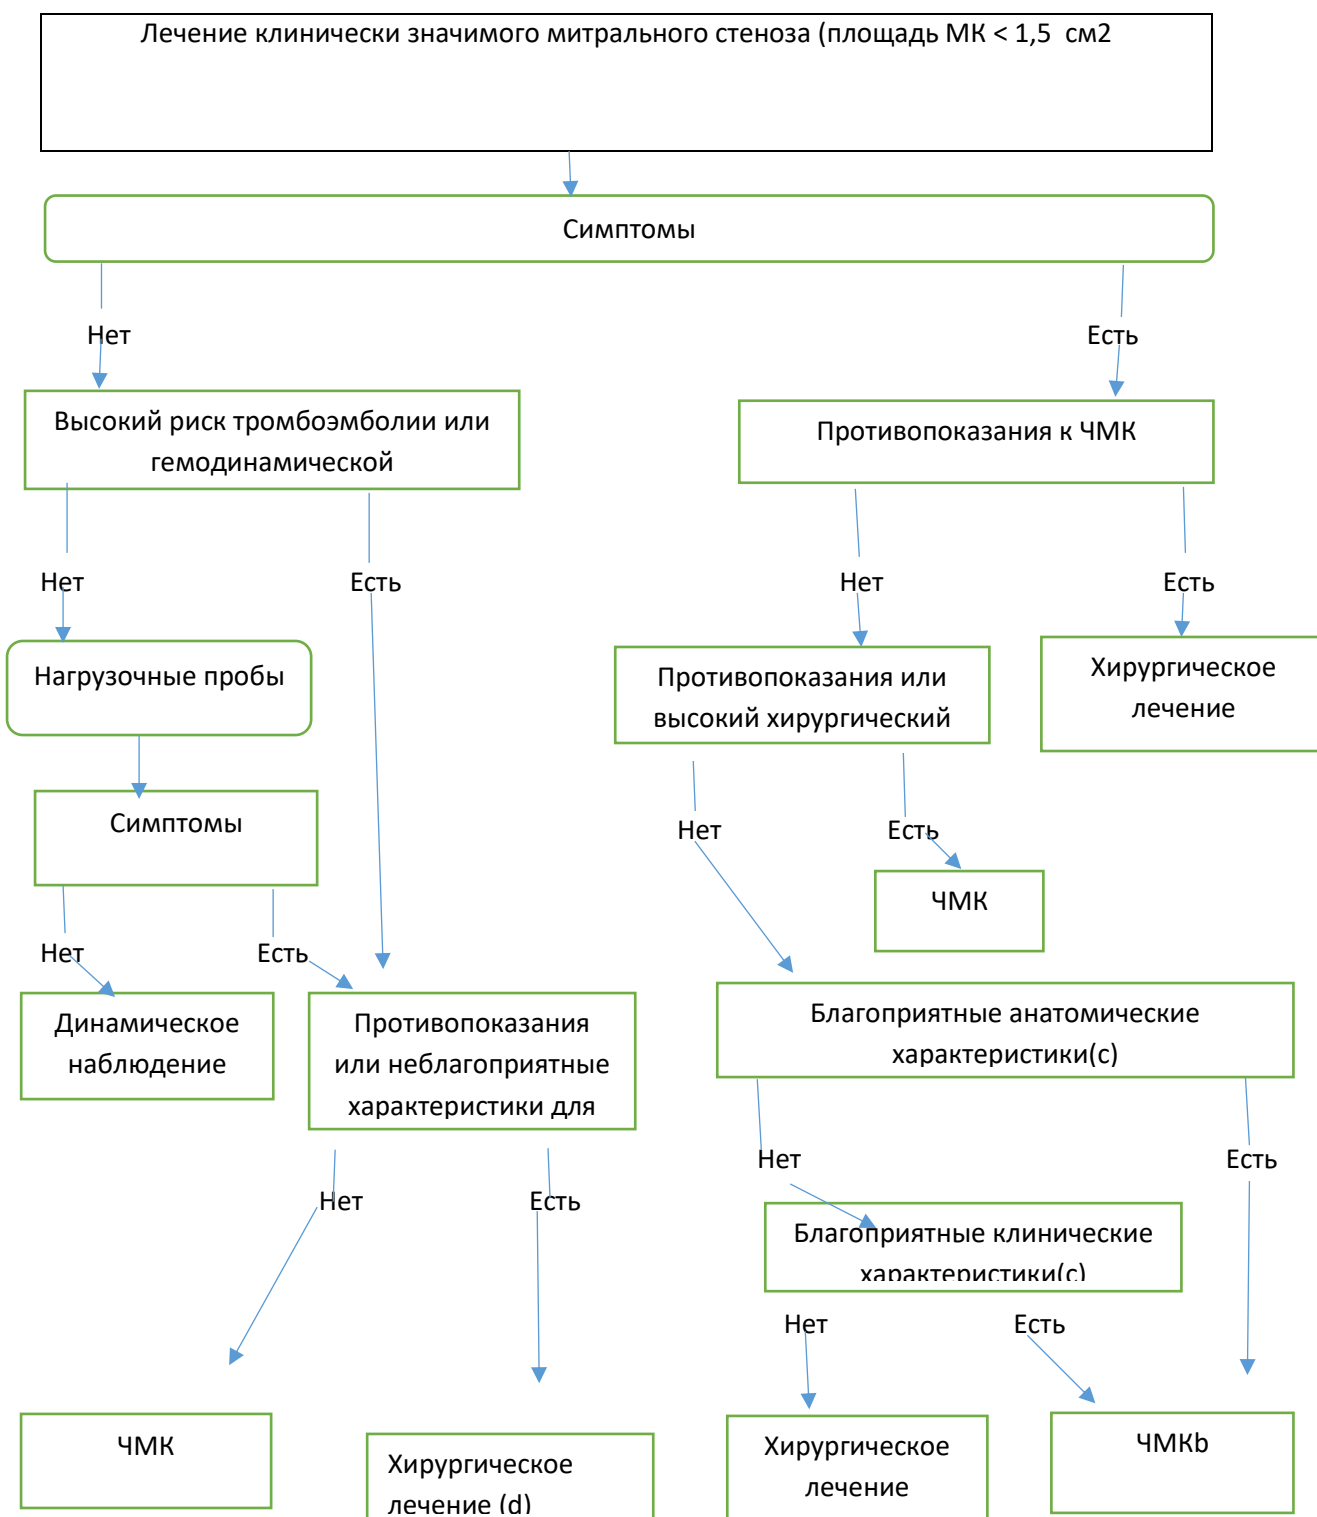 Лечение клинически значимого митрального стеноза (площадь МК < 1,5  см2
Симптомы
Нет
Есть
Высокий риск тромбоэмболии или
гемодинамической
Противопоказания к ЧМК
Нет
Есть
Нет
Есть
Нагрузочные пробы
Противопоказания или
высокий хирургический
Хирургическое
лечение
Симптомы
Нет
Есть
ЧМК
Нет
Есть
Динамическое
наблюдение
Противопоказания
или неблагоприятные
характеристики для
Благоприятные анатомические
характеристики(с)
Нет
Есть
Нет
Есть
Благоприятные клинические
характеристики(с)
Нет
Есть
ЧМК
Хирургическое
лечение (d)
Хирургическое
лечение
ЧМКb